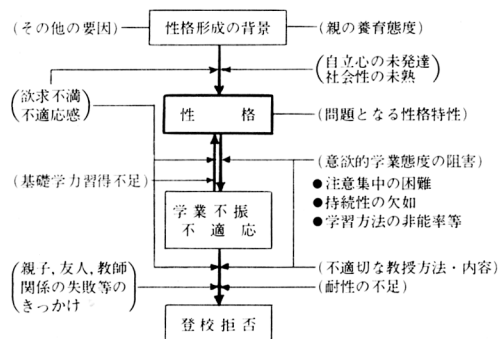 (その他の要因)
性格形成の背景
(親の養育態度)
(自立心の未発達
社会性の未熟)
(欲求不満
不適応感)
性 格
(問題となる性格特性)
(基礎学力習得不足)
(意欲的学業態度の阻害)
●注意集中の困難
●持続性の欠如
●学習方法の非能率等
学業不振
不適応
(親子,友人,教師
関係の失敗等の
きっかけ)
(不適切な教授方法・内容)
(耐性の不足)
登校拒否